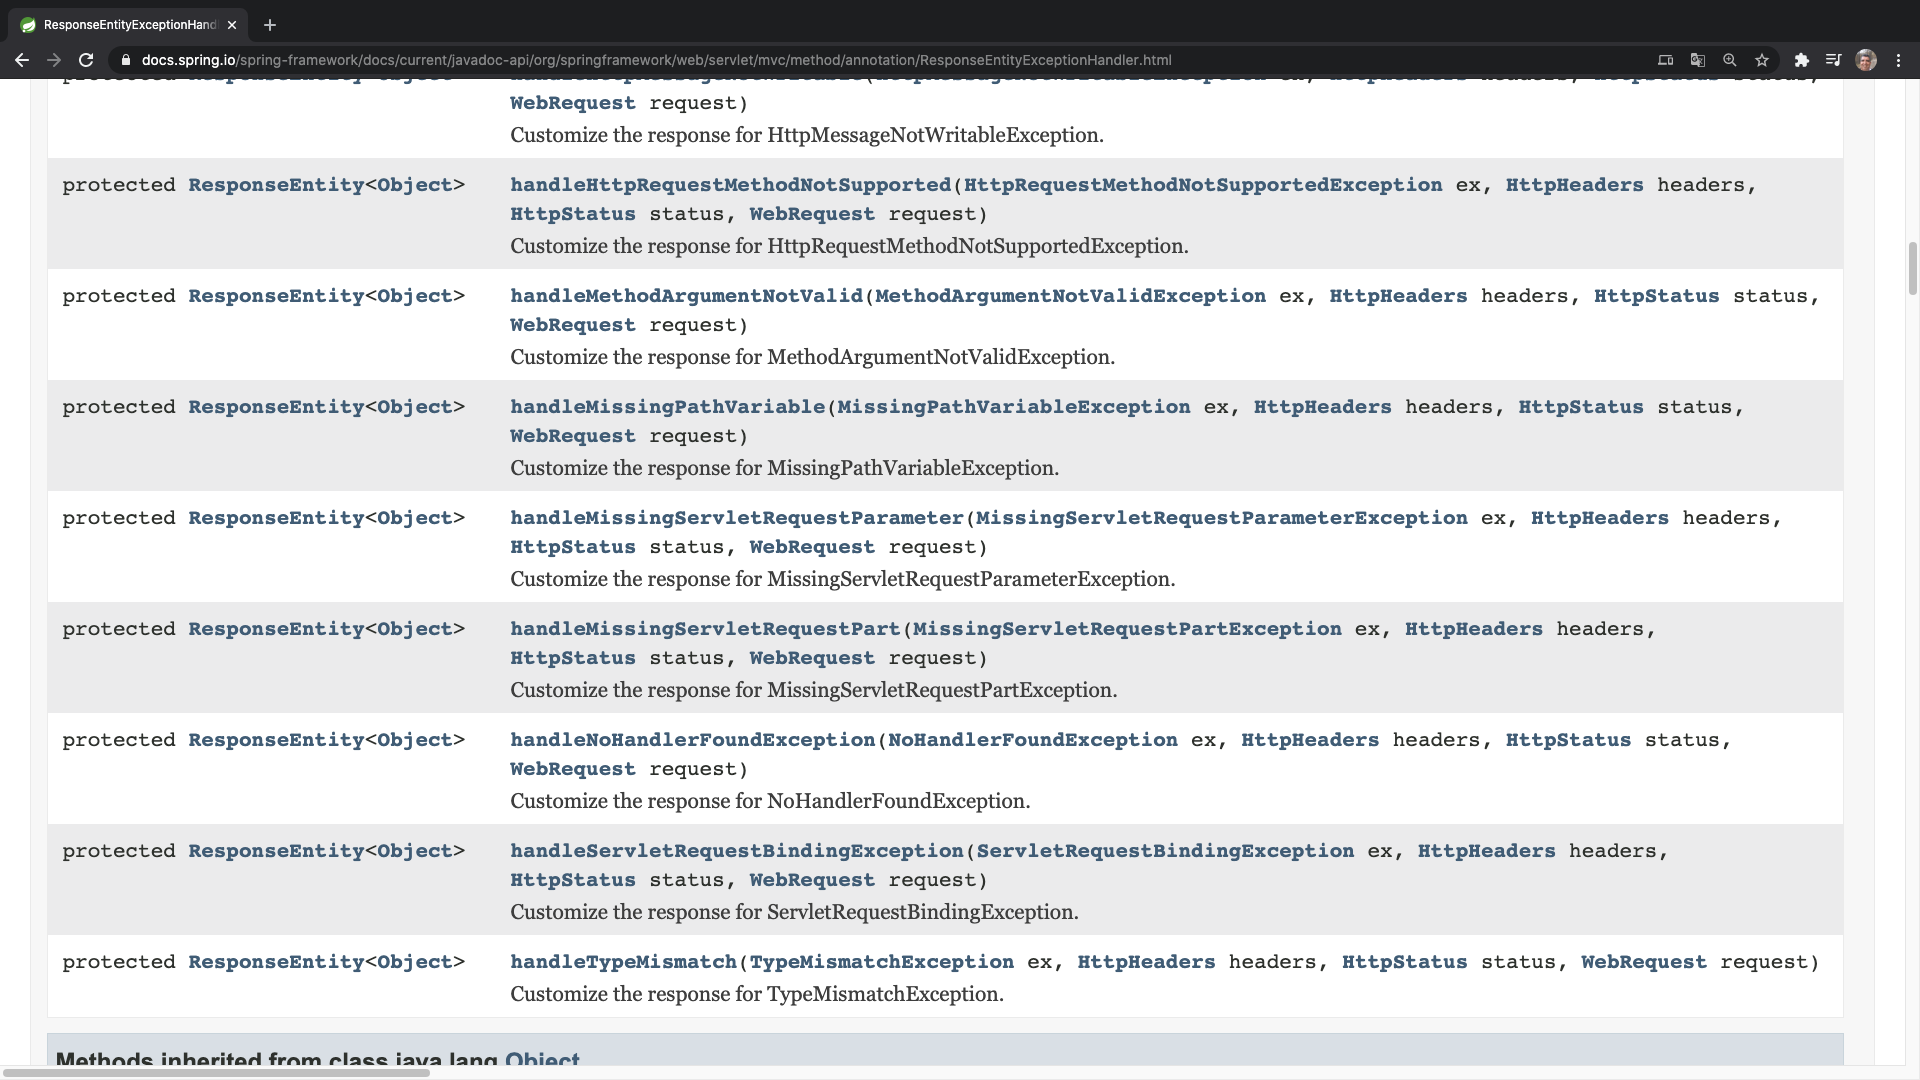 ResponseEntityExceptionHand
docs.spring.io/spring-framework/docs/current/javadoc-api/org/springframework/web/servlet/mvc/method/annotation/ResponseEntityExceptionHandler.html
WebRequest request)
Customize the response for HttpMessageNotWritableException.
protected ResponseEntity<Object> handleHttpRequestMethodNotSupported(HttpRequestMethodNotSupportedException ex, HttpHeaders headers,
HttpStatus status, WebRequest request)
Customize the response for HttpRequestMethodNotSupportedException.
protected ResponseEntity<Object> handleMethodArgumentNotValid(MethodArgumentNotValidException ex, HttpHeaders headers, HttpStatus status,
WebRequest request)
Customize the response for MethodArgumentNotValidException.
protected ResponseEntity<Object> handleMissingPathVariable(MissingPathVariableException ex, HttpHeaders headers, HttpStatus status,
WebRequest request)
Customize the response for MissingPathVariableException.
protected ResponseEntity<Object> handleMissingServletRequestParameter(MissingServletRequestParameterException ex, HttpHeaders headers,
HttpStatus status, WebRequest request)
Customize the response for MissingServletRequestParameterException.
protected ResponseEntity<Object> handleMissingServletRequestPart(MissingServletRequestPartException ex, HttpHeaders headers,
HttpStatus status, WebRequest request)
Customize the response for MissingServletRequestPartException.
protected ResponseEntity<Object> handleNoHandlerFoundException(NoHandlerFoundException ex, HttpHeaders headers, HttpStatus status,
WebRequest request)
Customize the response for NoHandlerFoundException.
protected ResponseEntity<Object> handleServletRequestBindingException(ServletRequestBindingException ex, HttpHeaders headers,
HttpStatus status, WebRequest request)
Customize the response for ServletRequestBindingException.
protected ResponseEntity<Object> handleTypeMismatch(TypeMismatchException ex, HttpHeaders headers, HttpStatus status, WebRequest request)
Customize the response for TypeMismatchException.
Methods inherited from class java.lang.Object